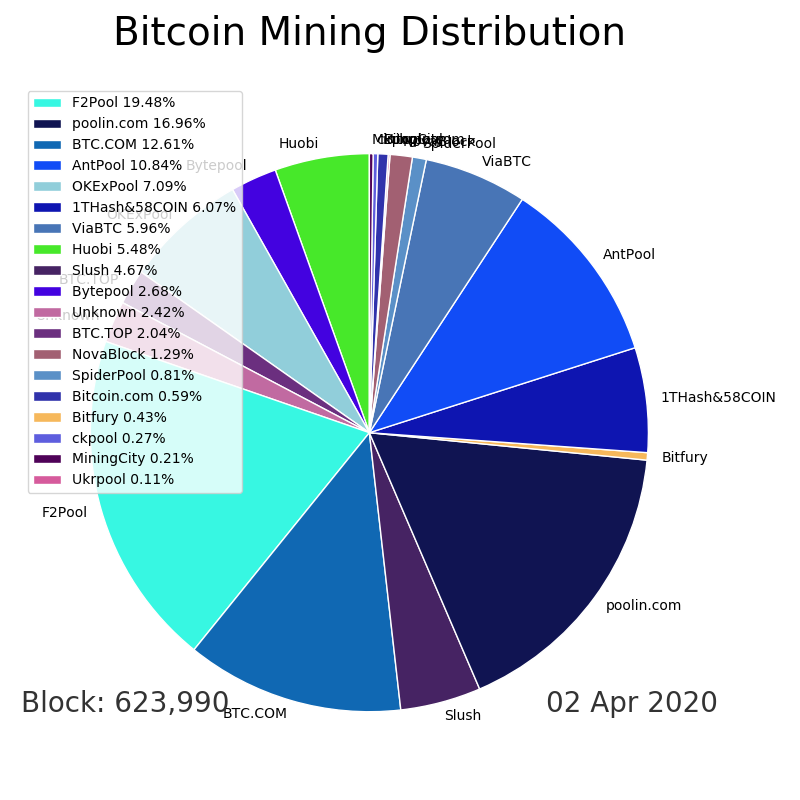 Bitcoin Mining Distribution
F2Pool 19.48%
poolin.com 16.96%
BTC.COM 12.61%
AntPool 10.84%
OKExPool 7.09%
1THash&58COIN 6.07%
ViaBTC 5.96%
Huobi 5.48%
Slush 4.67%
Bytepool 2.68%
Unknown 2.42%
BTC.TOP 2.04%
NovaBlock 1.29%
SpiderPool 0.81%
Bitcoin.com 0.59%
Bitfury 0.43%
ckpool 0.27%
MiningCity 0.21%
Ukrpool 0.11%
Huobi
Bytepool
OKExPool
BTC.TOP
Unknown
F2Pool
BTC.COM
Slush
poolin.com
Bitfury
1THash&58COIN
AntPool
ViaBTC
SpiderPool
Block: 623,990
02 Apr 2020